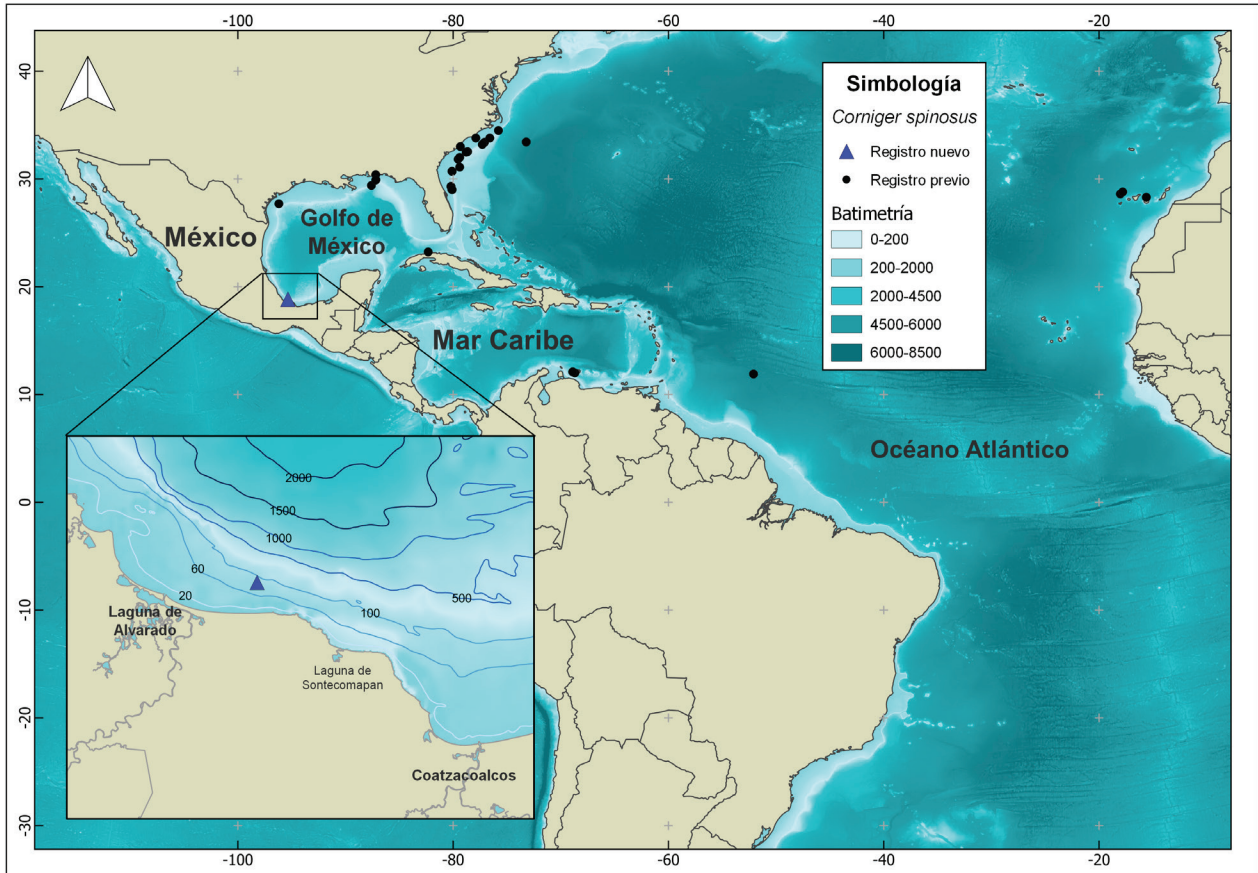 -100
-80
-60
-40
-20
40
30
20
10
0
-10
-20
-30
Simbología
Corniger spinosus
Registro nuevo
Registro previo
Batimetría
0-200
200-2000
2000-4500
4500-6000
6000-8500
México
Golfo de
México
Mar Caribe
Océano Atlántico
2000
1500
1000
500
60
20
100
Laguna de
Alvarado
Laguna de
Sontecomapan
Coatzacoalcos
-100
-80
-60
-40
-20